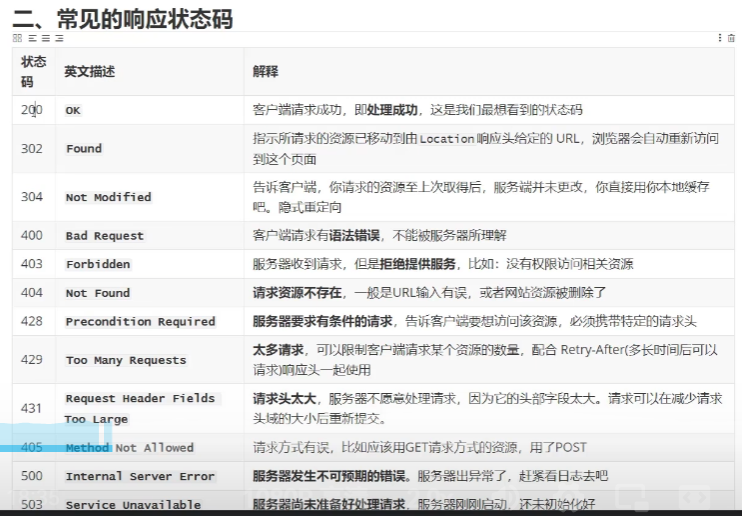 二、常见的响应状态码
状态
码
英文描述
解释
200 OK 客户端请求成功，即处理成功，这是我们最想看到的状态码
302 Found 指示所请求的资源已移动到由Location响应头给定的 URL，浏览器会自动重新访问
到这个页面
304 Not Modified 告诉客户端，你请求的资源至上次取得后，服务端并未更改，你直接用你本地缓存
吧。隐式重定向
400 Bad Request 客户端请求有语法错误，不能被服务器所理解
403 Forbidden 服务器收到请求，但是拒绝提供服务，比如：没有权限访问相关资源
404 Not Found 请求资源不存在，一般是URL输入有误，或者网站资源被删除了
428 Precondition Required 服务器要求有条件的请求，告诉客户端要想访问该资源，必须携带特定的请求头
429 Too Many Requests 太多请求，可以限制客户端请求某个资源的数量，配合 Retry-After(多长时间后可以
请求)响应头一起使用
431 Request Header Fields
Too Large
请求头太大，服务器不愿意处理请求，因为它的头部字段太大。请求可以在减少请求
头域的大小后重新提交。
405 Method Not Allowed 请求方式有误，比如应该用GET请求方式的资源，用了POST
500 Internal Server Error 服务器发生不可预期的错误。服务器出异常了，赶紧看日志去吧
503 Service Unavailable 服务器尚未准备好处理请求，服务器刚刚启动，还未初始化好